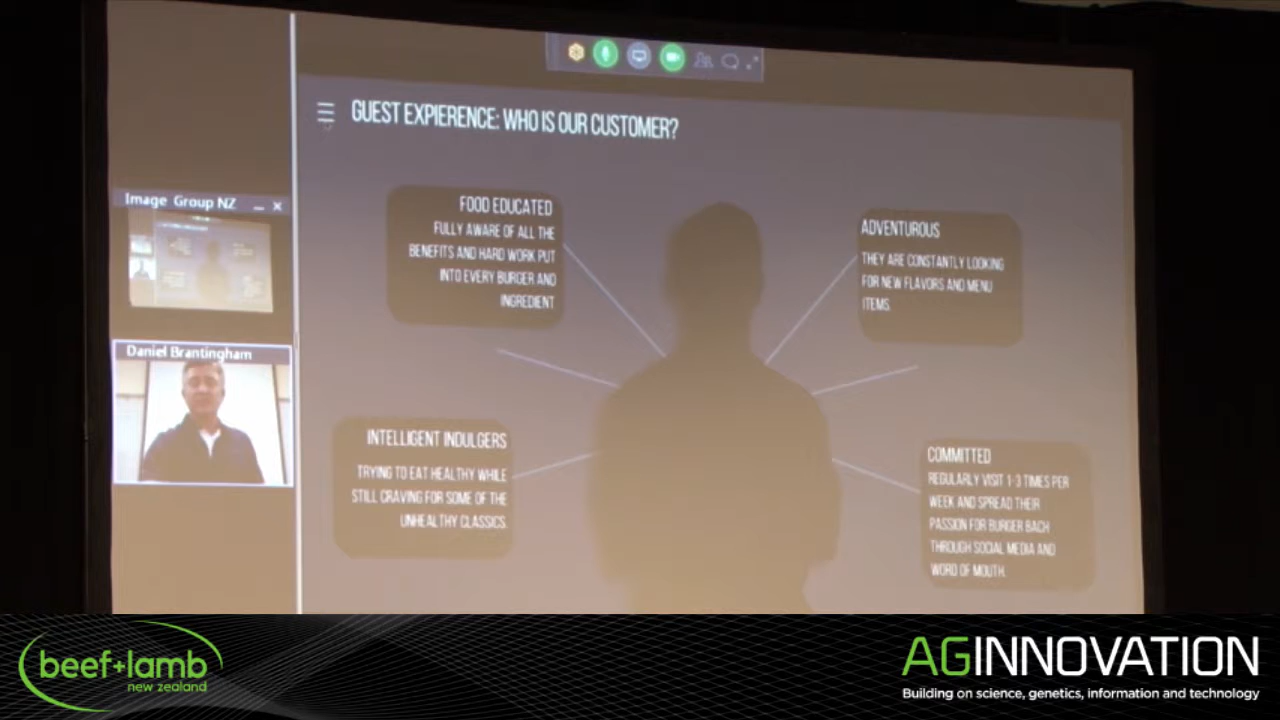 GUEST EXPIERENCE: WHO IS OUR CUSTOMER?
Image Group NZ
Daniel Brantingham
FOOD EDUCATED
FULLY AWARE OF ALL THE
BENEFITS AND HARD WORK PUT
INTO EVERY BURGER AND
INGREDIENT
ADVENTUROUS
THEY ARE CONSTANTLY LOOKING
FOR NEW FLAVORS AND MENU
ITEMS.
INTELLIGENT INDULGERS
TRYING TO EAT HEALTHY WHILE
STILL CRAVING FOR SOME OF THE
UNHEALTHY CLASSICS.
COMMITTED
REGULARLY VISIT 1-3 TIMES PER
WEEK AND SPREAD THEIR
PASSION FOR BURGER BACH
THROUGH SOCIAL MEDIA AND
WORD OF MOUTH.
beef+lamb
new zealand
AGINNOVATION
Building on science, genetics, information and technology